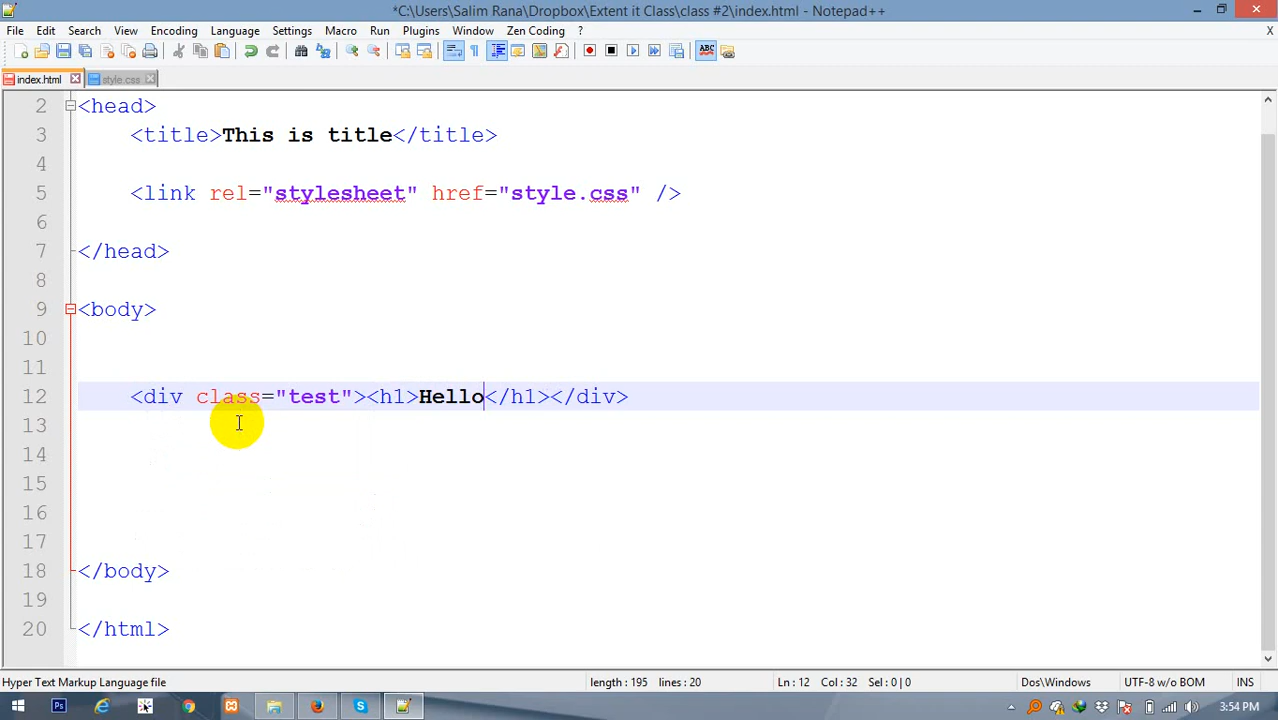 *C:\Users\Salim Rana\Dropbox\Extent it Class\class #2\index.html - Notepad++
File Edit Search View Encoding Language Settings Macro Run Plugins Window Zen Coding ? X
ABC
index.html style.css
2 <head>
3 <title>This is title</title>
4
5 <link rel="stylesheet" href="style.css" />
6
7 </head>
8
9 <body>
10
11
12 <div class="test"><h1>Hello</h1></div>
13
14
15
16
17
18 </body>
19
20 </html>
Hyper Text Markup Language file length : 195 lines : 20 Ln : 12 Col : 32 Sel : 0 | 0 Dos\Windows UTF-8 w/o BOM INS
Ps 3:54 PM